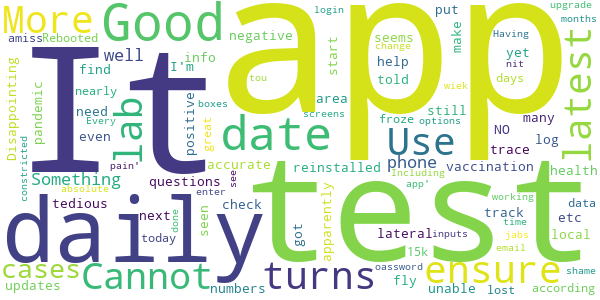 More Good It app login upgrade
amiss Rebooted well info negative seems put make Having change months
Disappointing pandemic find I'm start help told yet nit latest
nearly lab positive tou area screens days
need Every boxes date still froze options many
even great Use NO log
constricted pain' accurate phone trace
Something questions reinstalled vaccination health
tedious absolute seen enter see test Including app' working
daily next check apparently track data etc
done today got lateral inputs time jabs local
cases Cannot turns 15k ensure email wiek
updates numbers fly oassword unable lost according shame